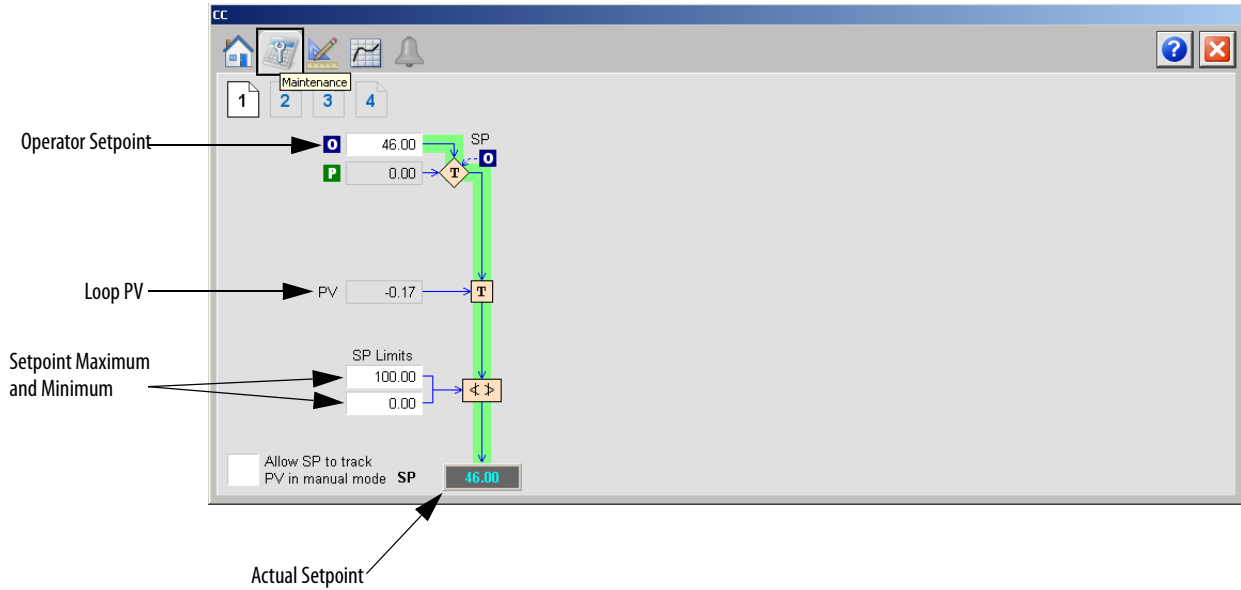 CC
Maintenance
1 2 3 4
Operator Setpoint
O 46.00 SP
O
P 0.00 T
Loop PV
PV -0.17 T
Setpoint Maximum
and Minimum
SP Limits
100.00
0.00
Allow SP to track
PV in manual mode SP 46.00
Actual Setpoint